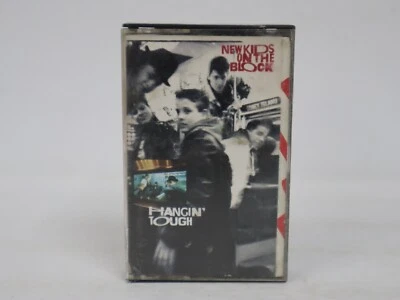 NEW KIDS
ON THE
BLOCK
HANGIN'
TOUGH